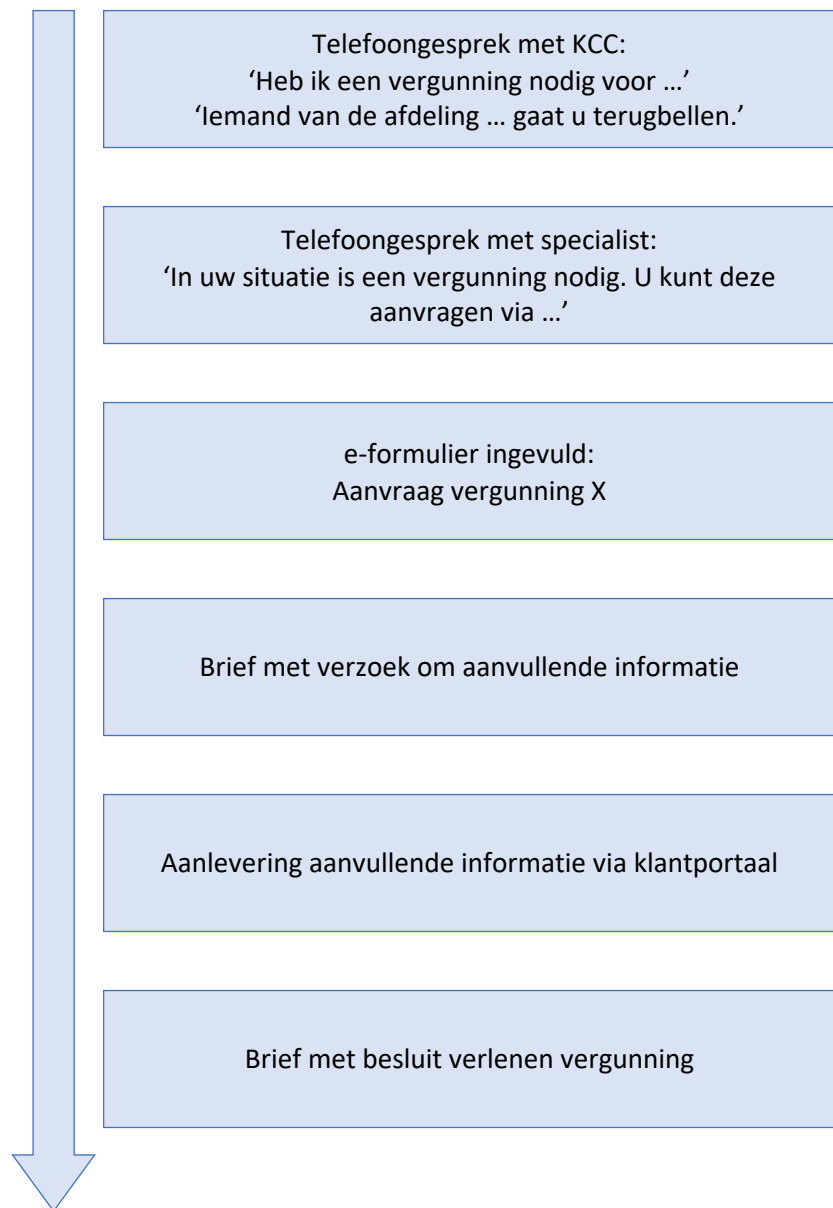 Telefoongesprek met KCC:
‘Heb ik een vergunning nodig voor …’
‘Iemand van de afdeling … gaat u terugbellen.’
Telefoongesprek met specialist:
‘In uw situatie is een vergunning nodig. U kunt deze
aanvragen via …’
e-formulier ingevuld:
Aanvraag vergunning X
Brief met verzoek om aanvullende informatie
Aanlevering aanvullende informatie via klantportaal
Brief met besluit verlenen vergunning